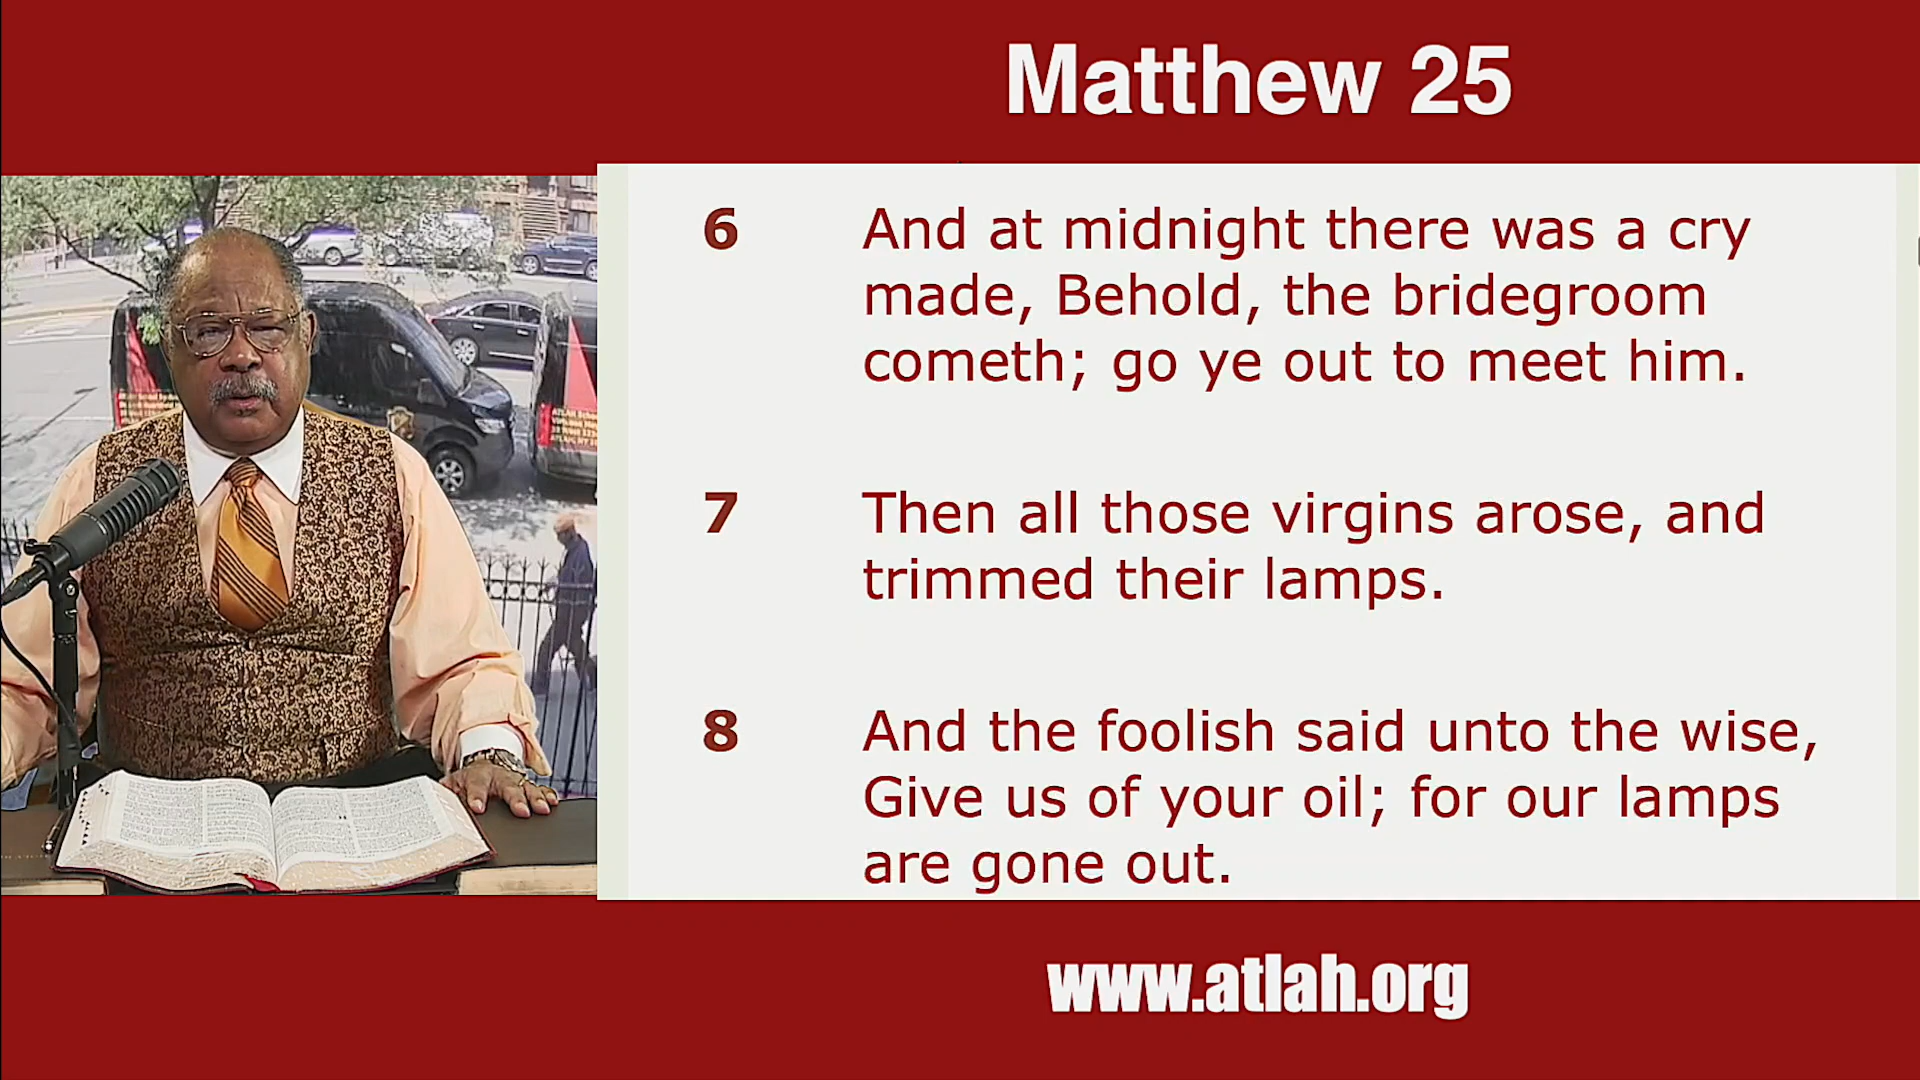 Matthew 25
6 And at midnight there was a cry
made, Behold, the bridegroom
cometh; go ye out to meet him.
7 Then all those virgins arose, and
trimmed their lamps.
8 And the foolish said unto the wise,
Give us of your oil; for our lamps
are gone out.
www.atlah.org